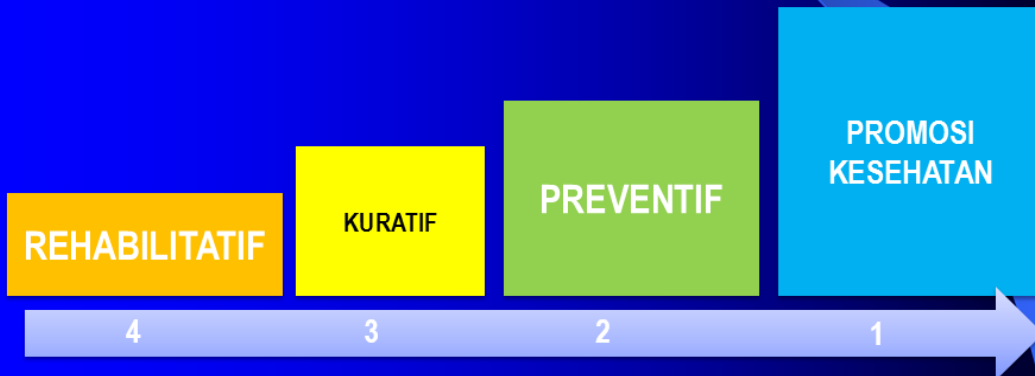 REHABILITATIF
KURATIF
PREVENTIF
PROMOSI
KESEHATAN
4 3 2 1